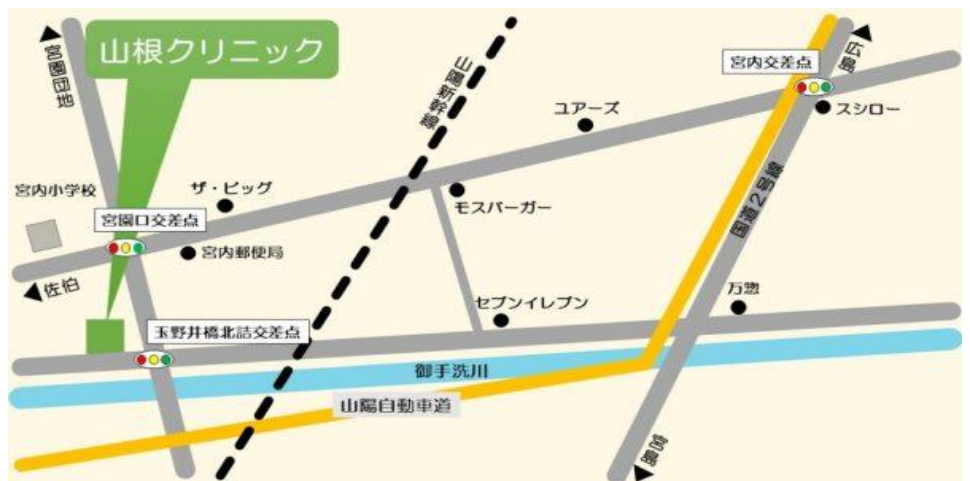 山根クリニック
宮園団地
山陽新幹線
宮内交差点
広島
ユアーズ
スシロー
宮内小学校
ザ・ビッグ
モスバーガー
国道2号線
宮園口交差点
宮内郵便局
佐伯
セブンイレブン
万惣
玉野井橋北詰交差点
御手洗川
山陽自動車道
宮島